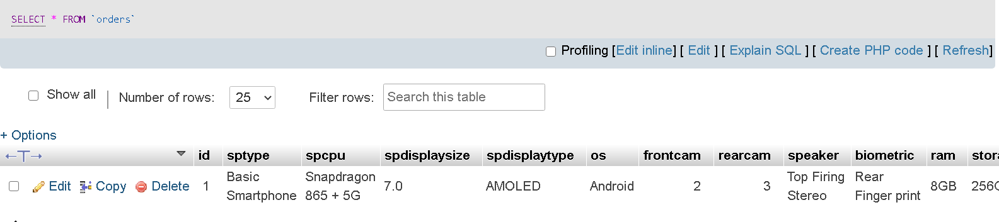 SELECT * FROM `orders`
Profiling [Edit inline] [ Edit ] [ Explain SQL ] [ Create PHP code ] [ Refresh]
Show all | Number of rows: 25 Filter rows: Search this table
+ Options
←T→ id sptype spcpu spdisplaysize spdisplaytype os frontcam rearcam speaker biometric ram stora
Edit Copy Delete 1 Basic Smartphone Snapdragon 865 + 5G 7.0 AMOLED Android 2 3 Top Firing Stereo Rear Finger print 8GB 256G